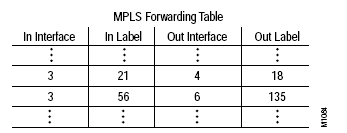 MPLS Forwarding Table
In Interface In Label Out Interface Out Label
3 21 4 18
3 56 6 135
M1064